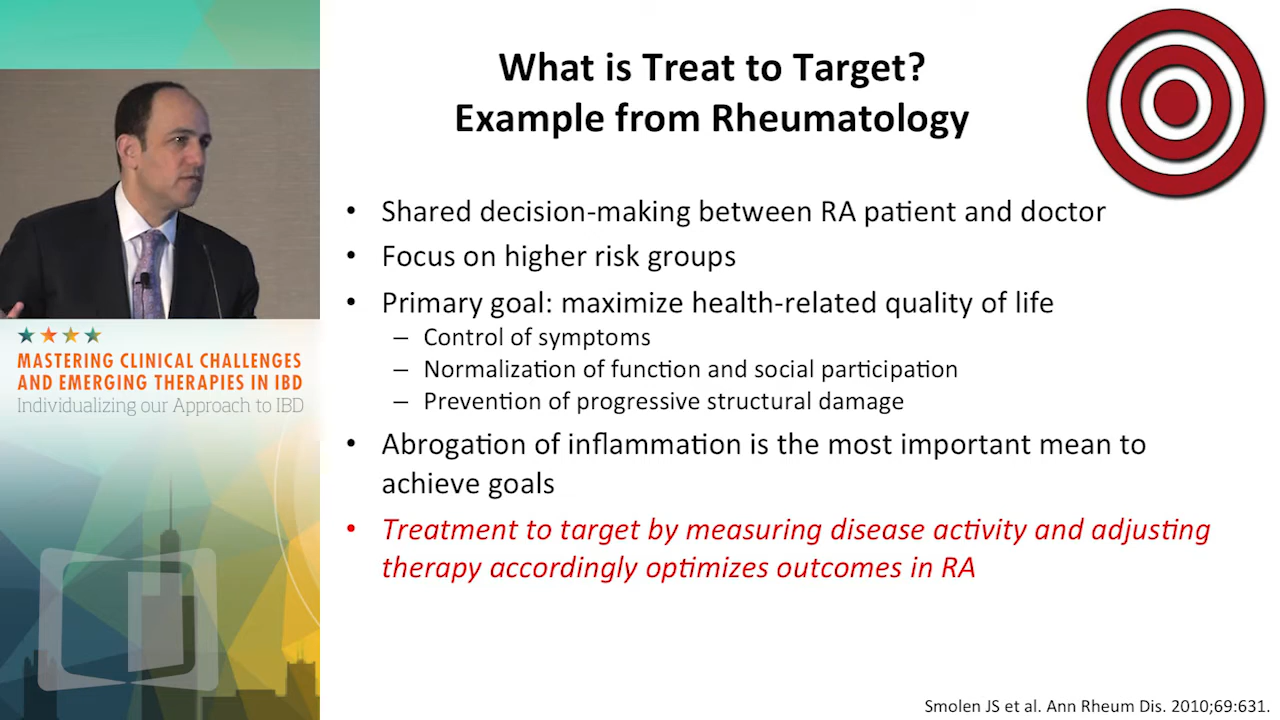 What is Treat to Target?
Example from Rheumatology
• Shared decision-making between RA patient and doctor
• Focus on higher risk groups
• Primary goal: maximize health-related quality of life
– Control of symptoms
– Normalization of function and social participation
– Prevention of progressive structural damage
• Abrogation of inflammation is the most important mean to
achieve goals
• Treatment to target by measuring disease activity and adjusting
therapy accordingly optimizes outcomes in RA
Smolen JS et al. Ann Rheum Dis. 2010;69:631.
MASTERING CLINICAL CHALLENGES
AND EMERGING THERAPIES IN IBD
Individualizing our Approach to IBD